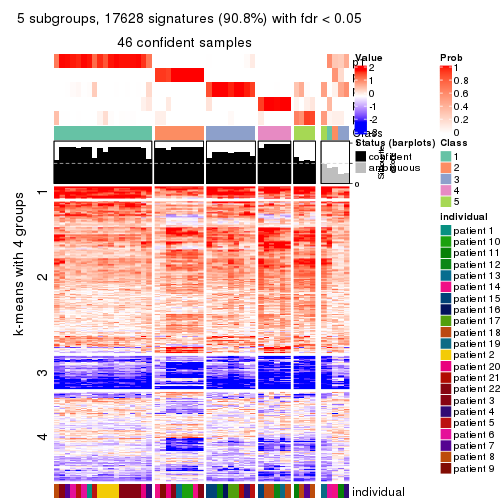 5 subgroups, 17628 signatures (90.8%) with fdr < 0.05
46 confident samples
Value
2
1
0
-1
-2
Prob
1
0.8
0.6
0.4
0.2
0
Class
Status (barplots)
confident
ambiguous
0
Class
1
2
3
4
5
k-means with 4 groups
1
2
3
4
individual
patient 1
patient 10
patient 11
patient 12
patient 13
patient 14
patient 15
patient 16
patient 17
patient 18
patient 19
patient 2
patient 20
patient 21
patient 22
patient 3
patient 4
patient 5
patient 6
patient 7
patient 8
patient 9
individual